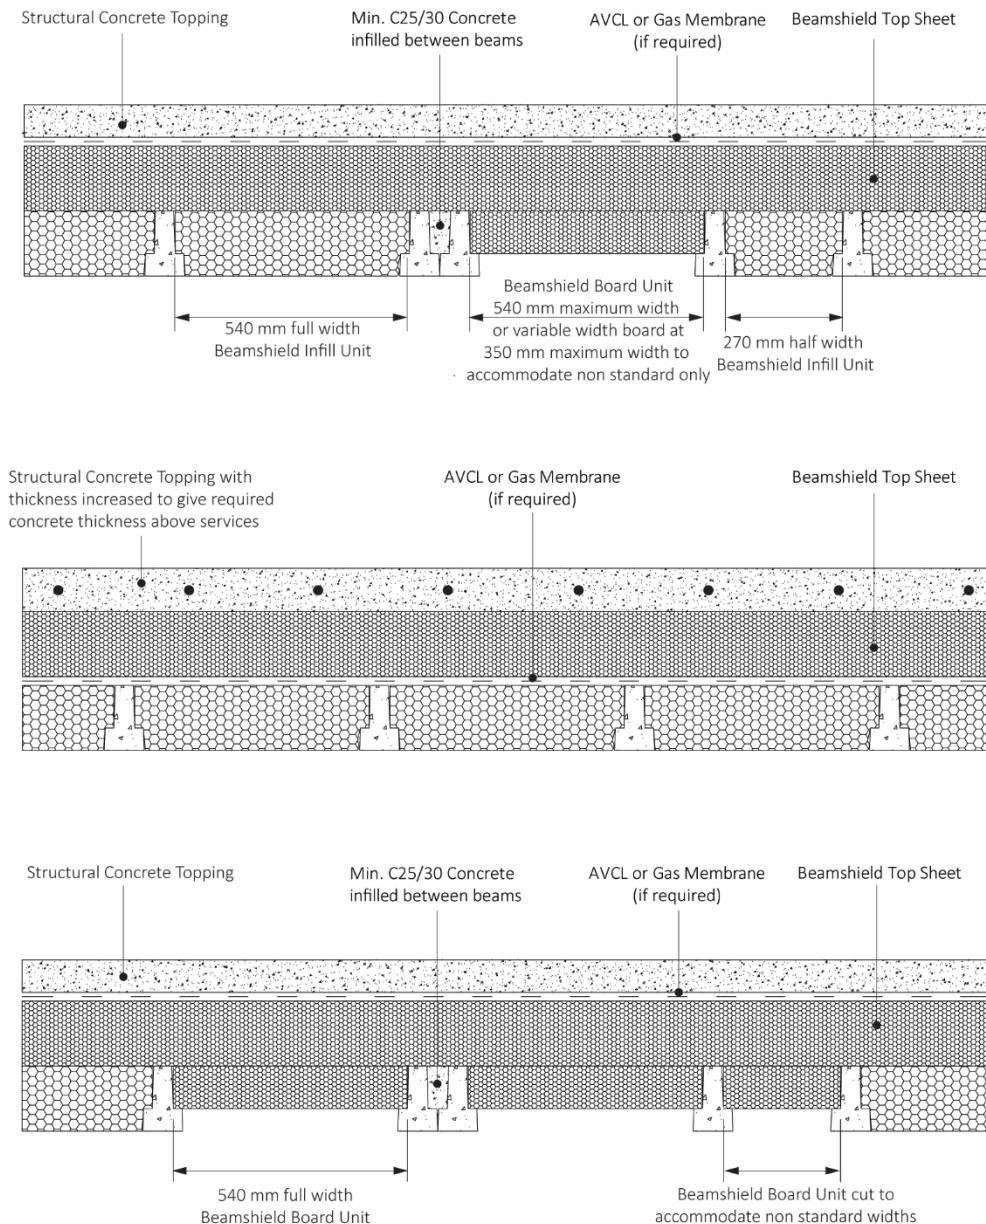 Structural Concrete Topping
Min. C25/30 Concrete
infilled between beams
AVCL or Gas Membrane
(if required)
Beamshield Top Sheet
540 mm full width
Beamshield Infill Unit
Beamshield Board Unit
540 mm maximum width
or variable width board at
350 mm maximum width to
accommodate non standard only
270 mm half width
Beamshield Infill Unit
Structural Concrete Topping with
thickness increased to give required
concrete thickness above services
AVCL or Gas Membrane
(if required)
Beamshield Top Sheet
Structural Concrete Topping
Min. C25/30 Concrete
infilled between beams
AVCL or Gas Membrane
(if required)
Beamshield Top Sheet
540 mm full width
Beamshield Board Unit
Beamshield Board Unit cut to
accommodate non standard widths